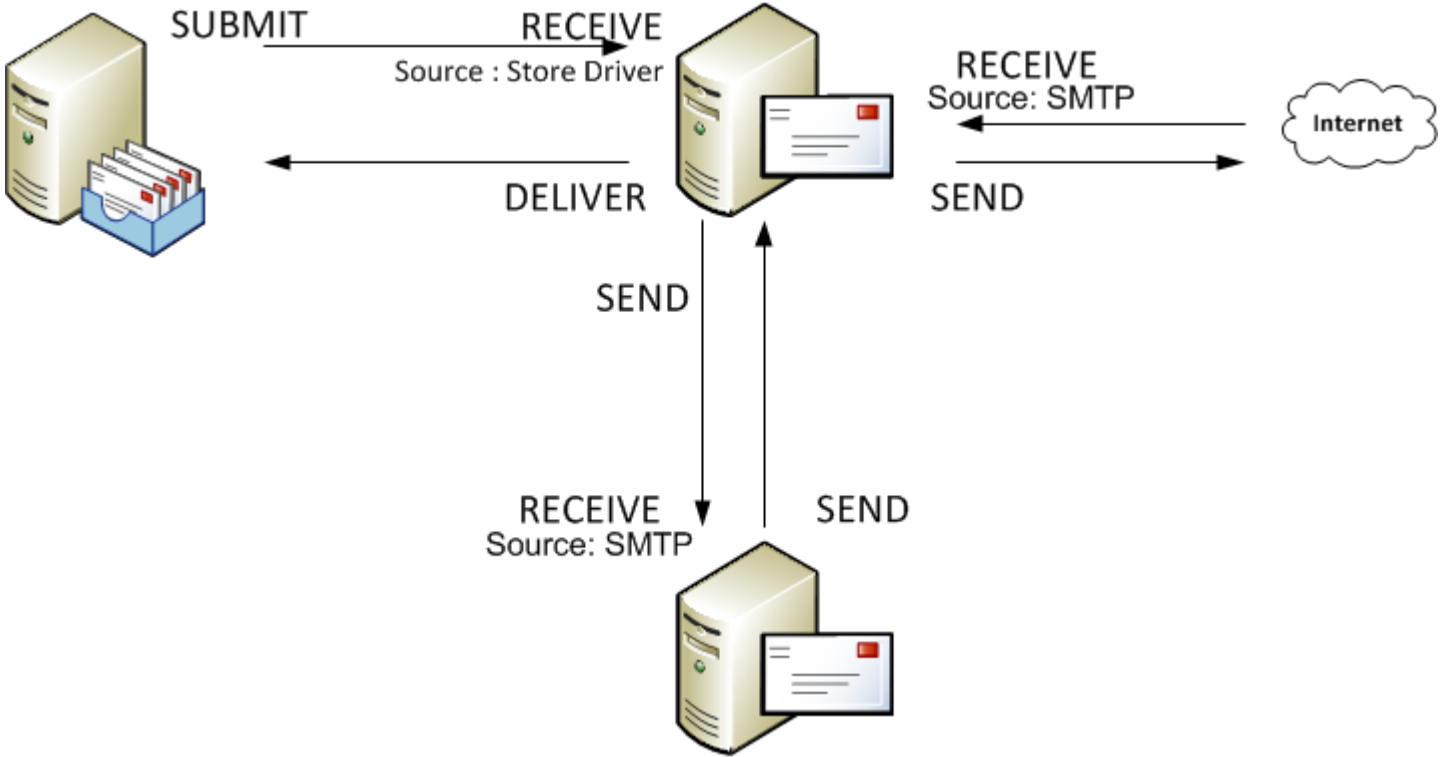 SUBMIT
RECEIVE
Source : Store Driver
RECEIVE
Source: SMTP
Internet
DELIVER
SEND
SEND
RECEIVE
Source: SMTP
SEND